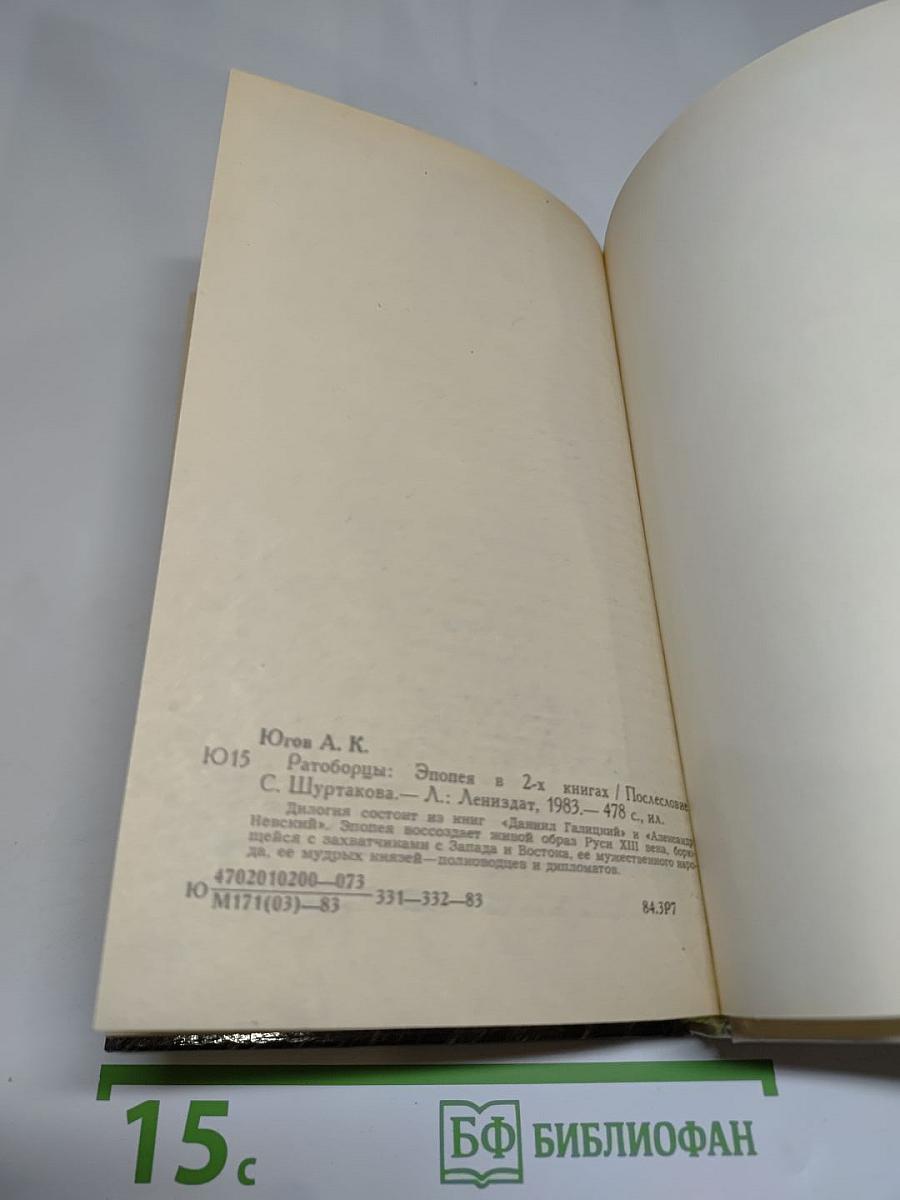 Югов А. К.
Ю15 Ратоборцы: Эпопея в 2-х книгах / Послесловие
С. Шуртакова.— Л.: Лениздат, 1983.— 478 с., ил.
Дилогия состоит из книг «Даниил Галицкий» и «Александр
Невский». Эпопея воссоздает живой образ Руси XIII века, борю-
щейся с захватчиками с Запада и Востока, ее мужественного наро-
да, ее мудрых князей—полководцев и дипломатов.
Ю 4702010200—073
М171(03)—83 331—332—83 84.3Р7
15 с БФ БИБЛИОФАН